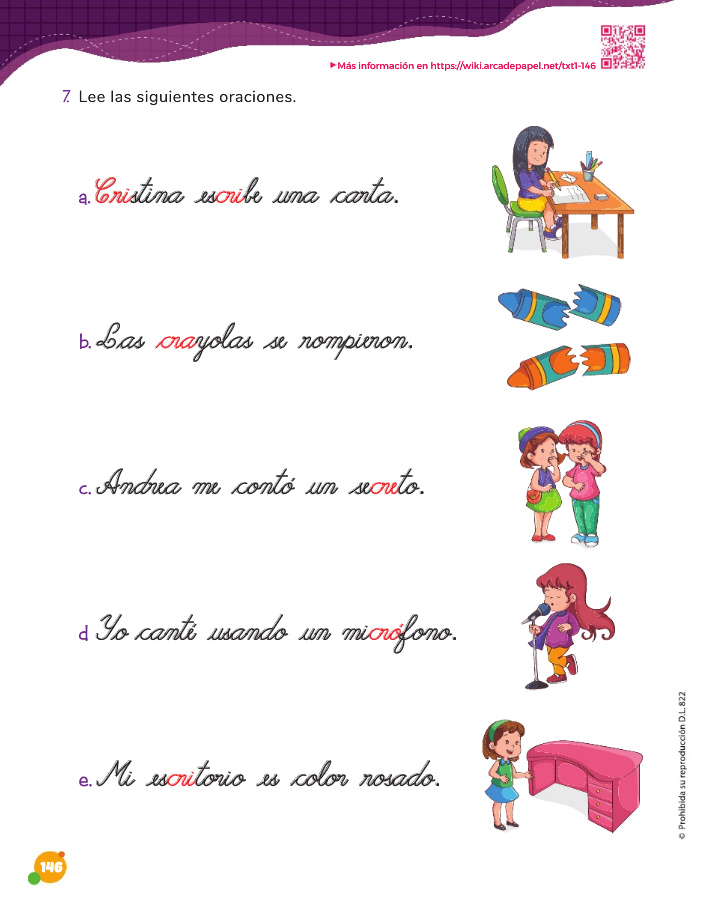 ▶Más información en https://wiki.arcadepapel.net/txt1-146
7. Lee las siguientes oraciones.
a. Cristina escribe una carta.
b. Las crayolas se rompieron.
c. Andrea me contó un secreto.
d Yo canté usando un micrófono.
e. Mi escritorio es color rosado.
© Prohibida su reproducción D.L. 822
146